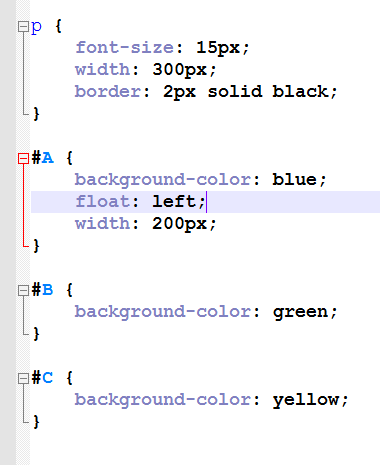 p {
font-size: 15px;
width: 300px;
border: 2px solid black;
}
#A {
background-color: blue;
float: left;
width: 200px;
}
#B {
background-color: green;
}
#C {
background-color: yellow;
}